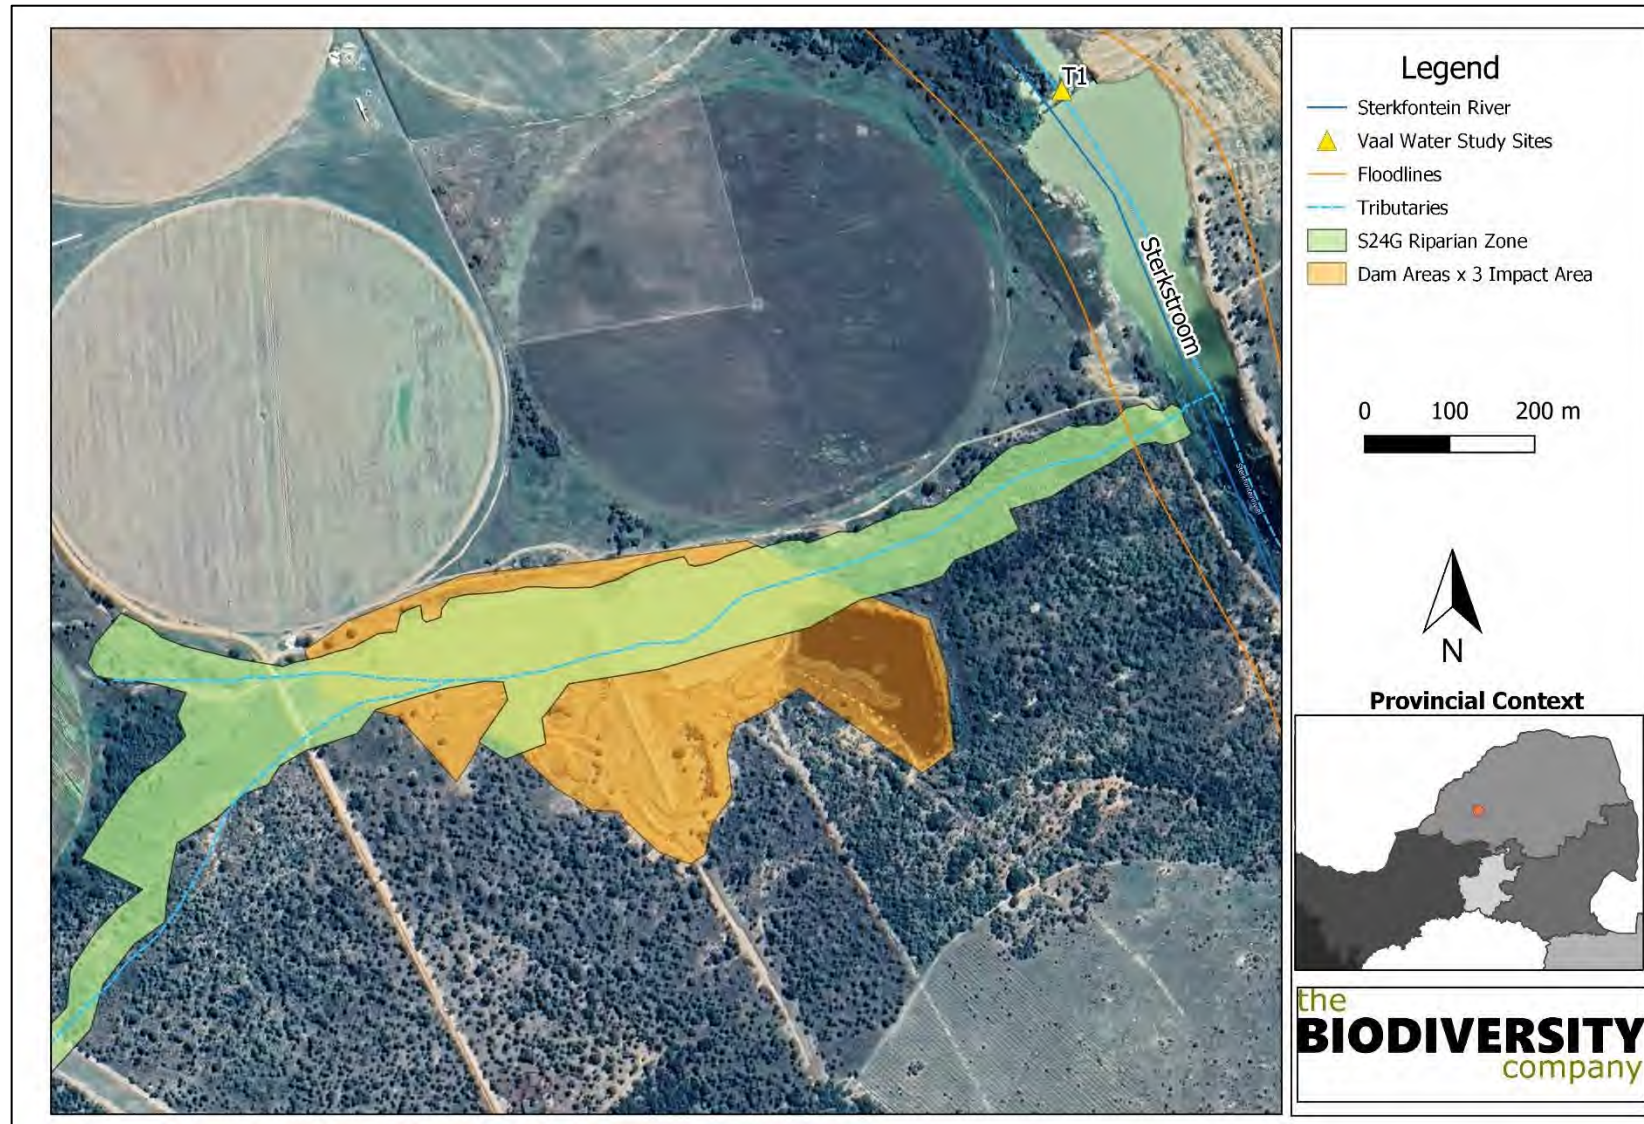 T1
Sterkstroom
Legend
Sterkfontein River
Vaal Water Study Sites
Floodlines
Tributaries
S24G Riparian Zone
Dam Areas x 3 Impact Area
0 100 200 m
N
Provincial Context
the
BIODIVERSITY
company